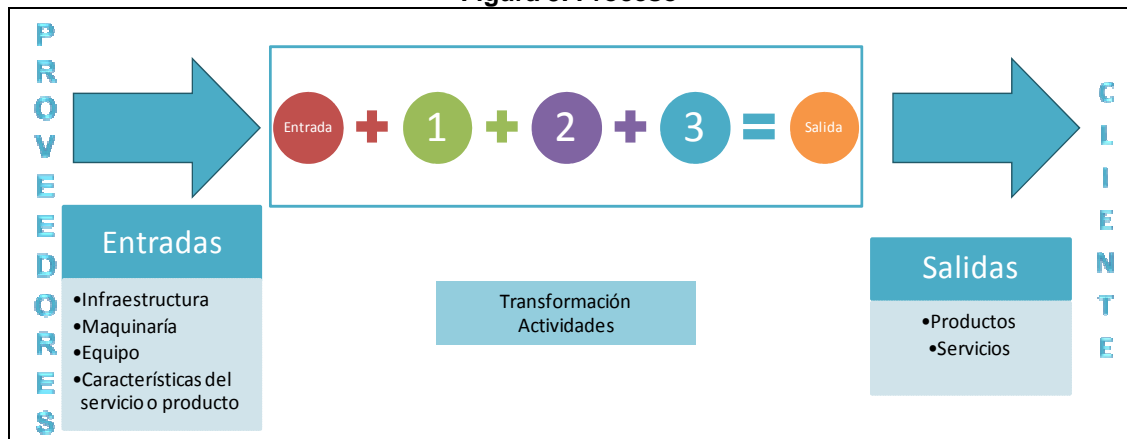 PROVEEDORES
Entrada + 1 + 2 + 3 = Salida
CLIENTE
Entradas
•Infraestructura
•Maquinaría
•Equipo
•Characterísticas del
servicio o producto
Transformación
Actividades
Salidas
•Productos
•Servicios